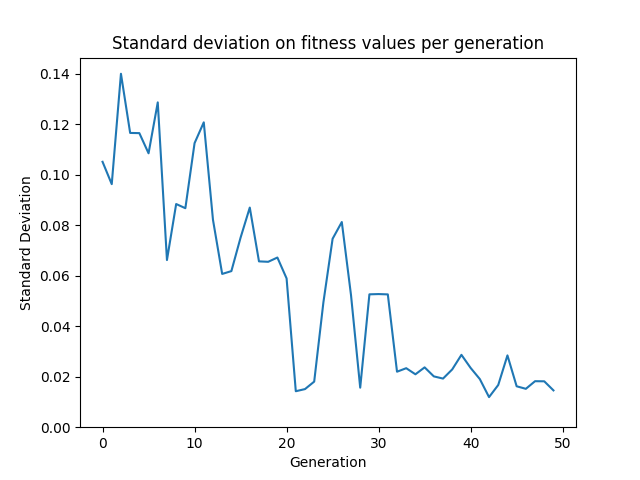 Standard deviation on fitness values per generation
Standard Deviation
0.14
0.12
0.10
0.08
0.06
0.04
0.02
0.00
0 10 20 30 40 50
Generation